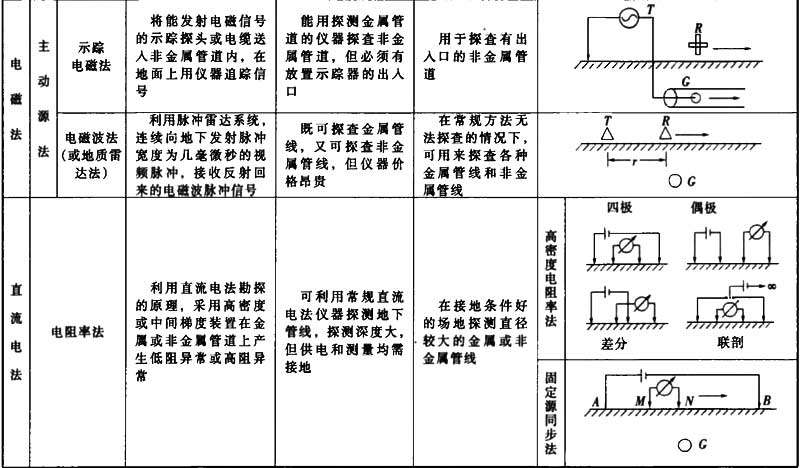 电磁法
主动源法
示踪
电磁法
将能发射电磁信号
的示踪探头或电缆送
入非金属管道内，在
地面上用仪器追踪信
号
能用探测金属管
道的仪器探查非金
属管道，但必须有
放置示踪器的出入
口
用于探查有出
入口的非金属管
道
T
R
G
电磁波法
(或地质雷
达法)
利用脉冲雷达系统，
连续向地下发射脉冲
宽度为几毫微秒的视
频脉冲，接收反射回
来的电磁波脉冲信号
既可探查金属管
线，又可探查非金
属管线，但仪器价
格昂贵
在常规方法无
法探查的情况下，
可用来探查各种
金属管线和非金
属管线
T R
r
G
直流电法
电阻率法
利用直流电法勘探
的原理，采用高密度
或中间梯度装置在金
属或非金属管道上产
生低阻异常或高阻异
常
可利用常规直流
电法仪器探测地下
管线，探测深度大，
但供电和测量均需
接地
在接地条件好
的场地探测直径
较大的金属或非
金属管线
高密度电阻率法
四极 偶极
∞
差分 联剖
固定源同步法
A M N B
G